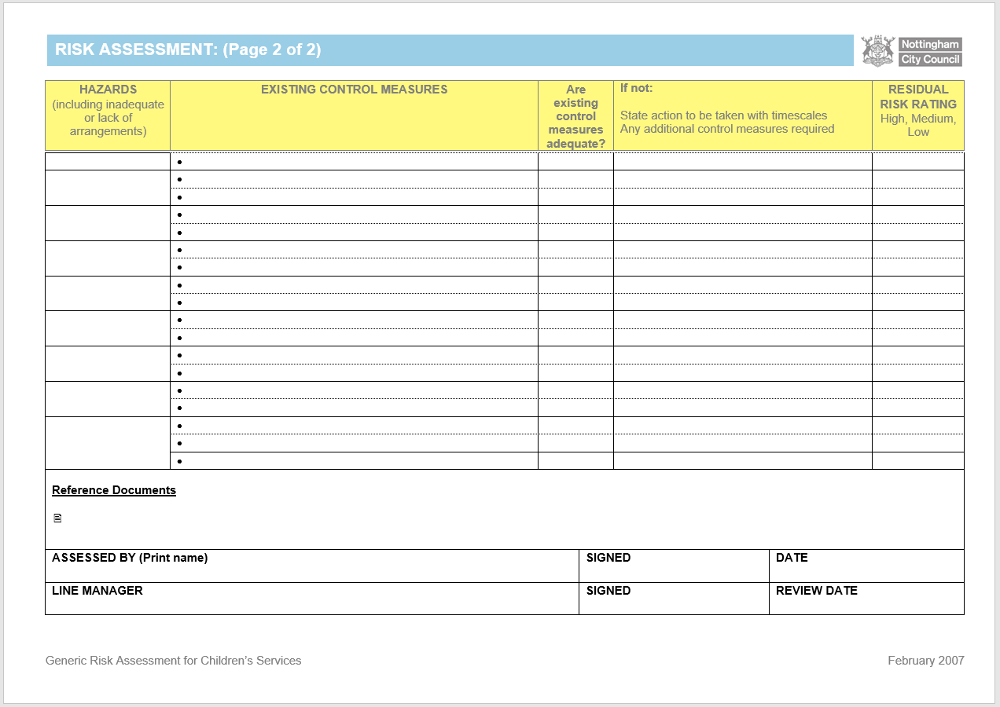 RISK ASSESSMENT: (Page 2 of 2)
Nottingham
City Council
HAZARDS
(including inadequate
or lack of
arrangements)
EXISTING CONTROL MEASURES
Are
existing
control
measures
adequate?
If not:
State action to be taken with timescales
Any additional control measures required
RESIDUAL
RISK RATING
High, Medium,
Low
Reference Documents
ASSESSED BY (Print name)
SIGNED
DATE
LINE MANAGER
SIGNED
REVIEW DATE
Generic Risk Assessment for Children’s Services
February 2007